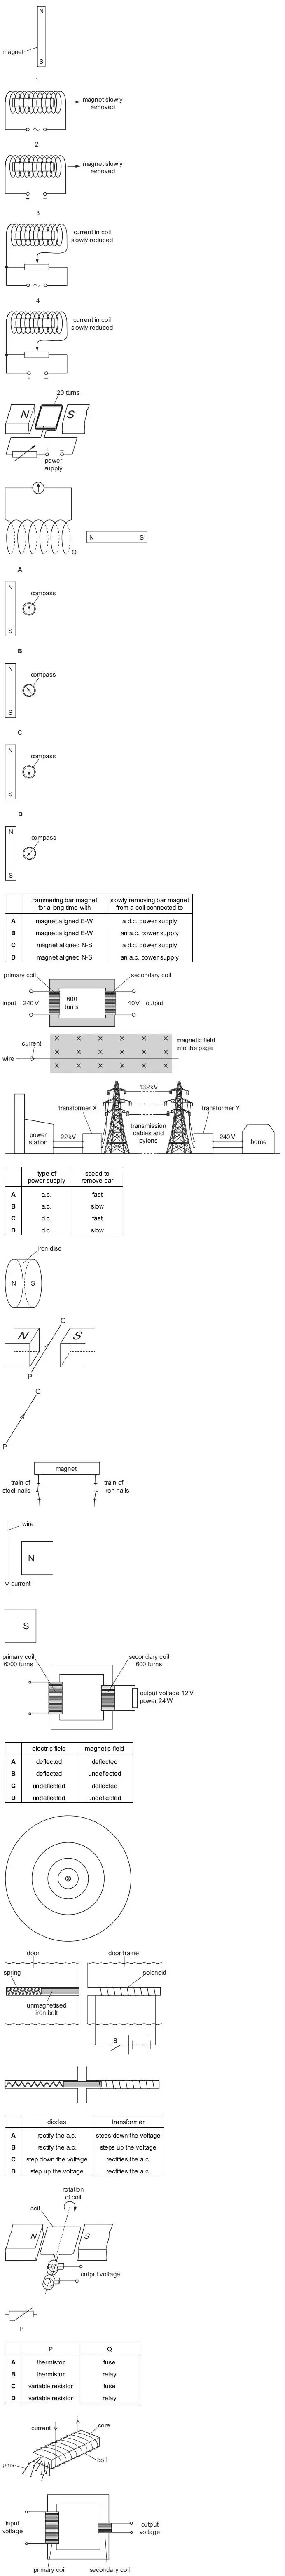 N
magnet
S
1
magnet slowly
removed
2
magnet slowly
removed
+ −
3
current in coil
slowly reduced
4
current in coil
slowly reduced
+ −
20 turns
N S
+ −
power
supply
Q
N S
A
N
compass
S
B
N
compass
S
C
N
compass
S
D
N
compass
S
hammering bar magnet slowly removing bar magnet
for a long time with from a coil connected to
A magnet aligned E-W a d.c. power supply
B magnet aligned E-W an a.c. power supply
C magnet aligned N-S a d.c. power supply
D magnet aligned N-S an a.c. power supply
primary coil secondary coil
input 240 V 600 turns 40 V output
current
wire
magnetic field
into the page
132 kV
transformer X transformer Y
power station 22 kV transmission cables and pylons 240 V home
type of speed to
power supply remove bar
A a.c. fast
B a.c. slow
C d.c. fast
D d.c. slow
iron disc
N S
Q
N S
P
Q
P
magnet
train of train of
steel nails iron nails
wire
N
current
S
primary coil secondary coil
6000 turns 600 turns
output voltage 12 V
power 24 W
electric field magnetic field
A deflected deflected
B deflected undeflected
C undeflected deflected
D undeflected undeflected
door door frame
spring solenoid
unmagnetised
iron bolt
S
diodes transformer
A rectify the a.c. steps down the voltage
B rectify the a.c. steps up the voltage
C step down the voltage rectifies the a.c.
D step up the voltage rectifies the a.c.
rotation
of coil
coil
N S
output voltage
P
P Q
A thermistor fuse
B thermistor relay
C variable resistor fuse
D variable resistor relay
current core
coil
pins
input
voltage
output
voltage
primary coil secondary coil